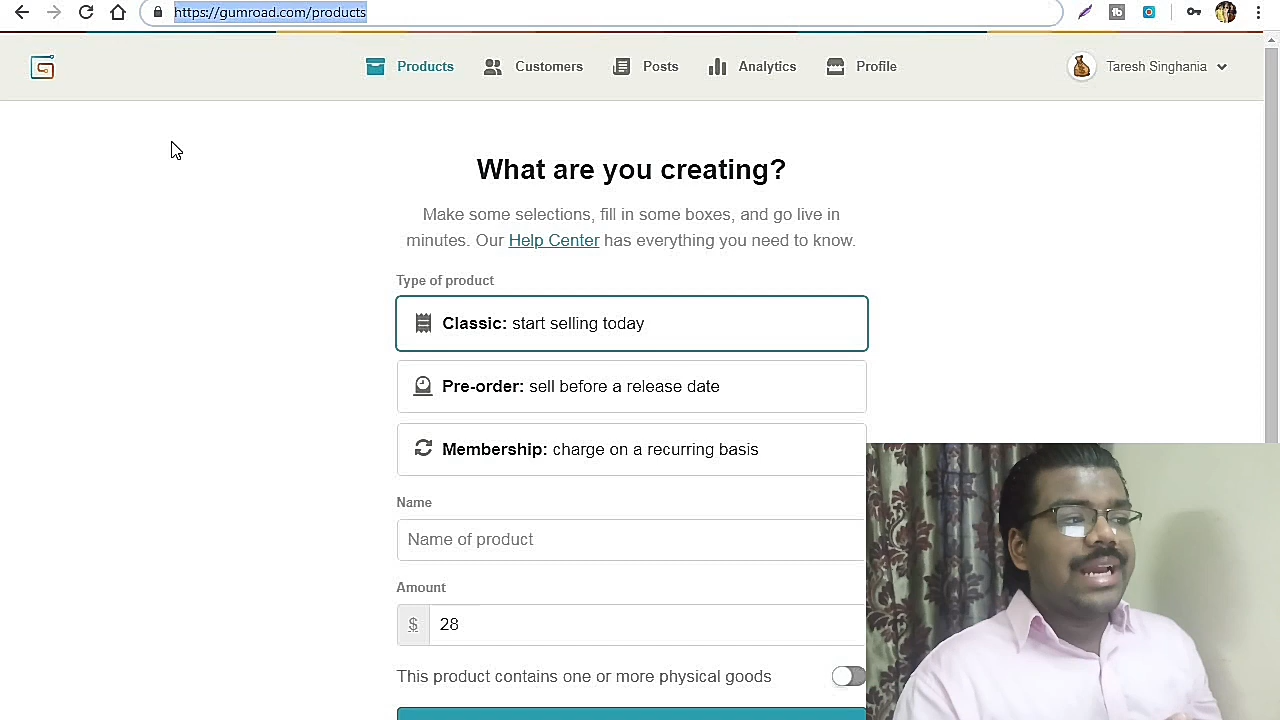 https://gumroad.com/products
Products
Customers
Posts
Analytics
Profile
Taresh Singhania
What are you creating?
Make some selections, fill in some boxes, and go live in
minutes. Our Help Center has everything you need to know.
Type of product
Classic: start selling today
Pre-order: sell before a release date
Membership: charge on a recurring basis
Name
Name of product
Amount
$ 28
This product contains one or more physical goods